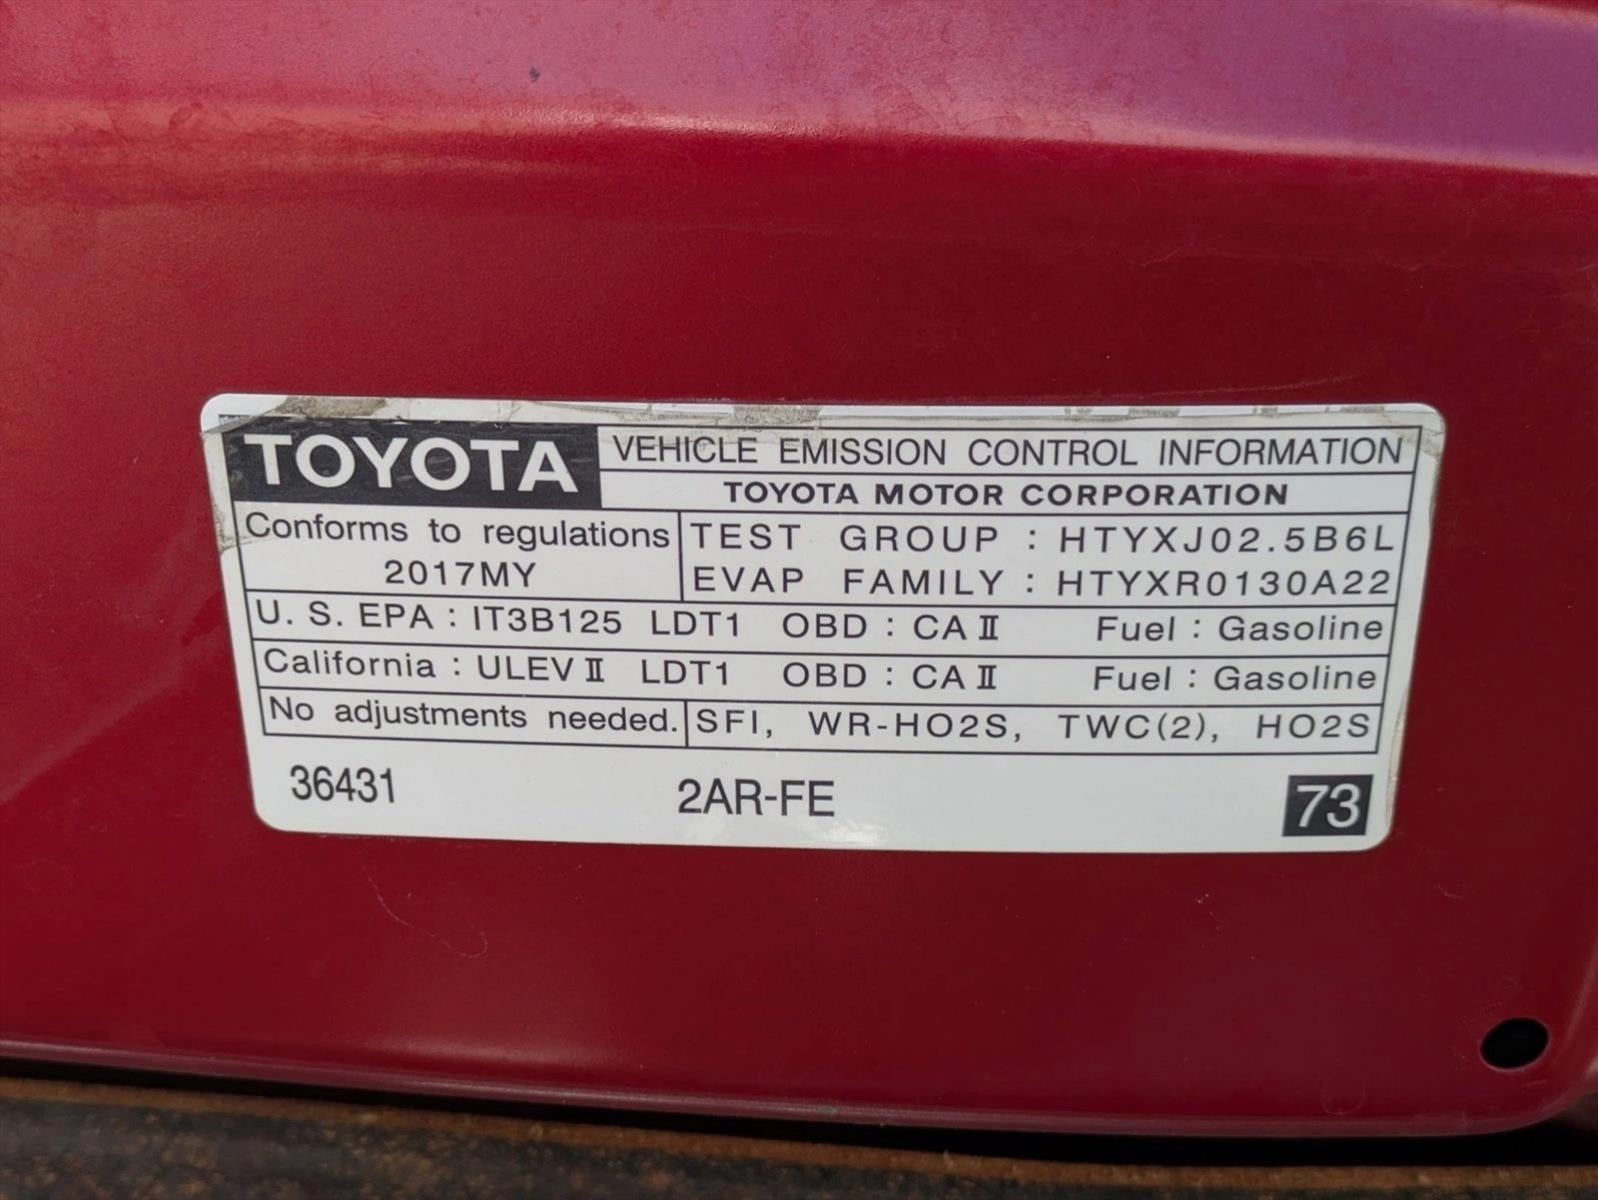 TOYOTA VEHICLE EMISSION CONTROL INFORMATION
TOYOTA MOTOR CORPORATION
Conforms to regulations 2017MY
TEST GROUP : HTYXJ02.5B6L
EVAP FAMILY : HTYXR0130A22
U. S. EPA : IT3B125 LDT1 OBD : CA II Fuel : Gasoline
California : ULEV II LDT1 OBD : CA II Fuel : Gasoline
No adjustments needed. SFI, WR-HO2S, TWC(2), HO2S
36431 2AR-FE 73